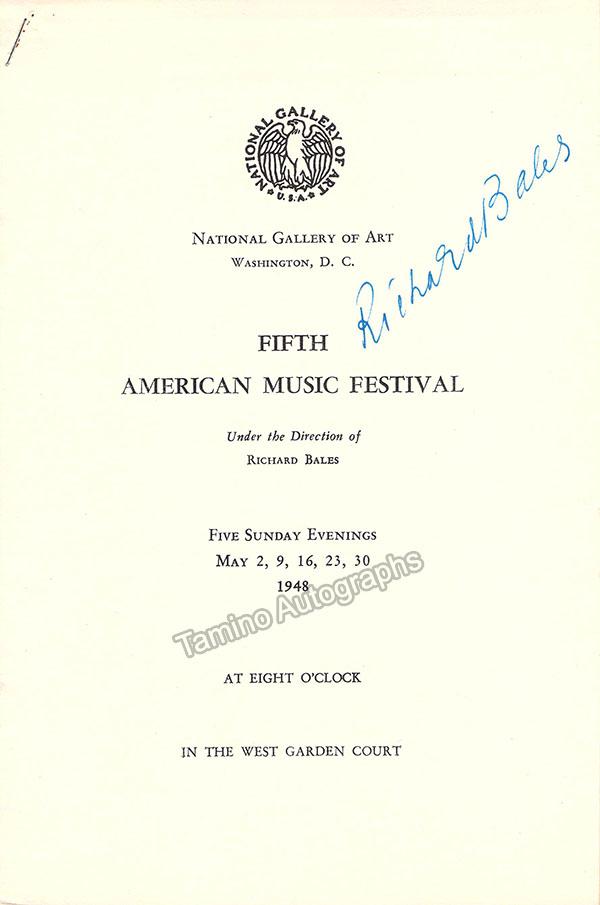 NATIONAL GALLERY OF ART
U.S.A.
NATIONAL GALLERY OF ART
WASHINGTON, D. C.
Richard Bales
FIFTH
AMERICAN MUSIC FESTIVAL
Under the Direction of
RICHARD BALES
FIVE SUNDAY EVENINGS
MAY 2, 9, 16, 23, 30
1948
Tamino Autographs
AT EIGHT O'CLOCK
IN THE WEST GARDEN COURT